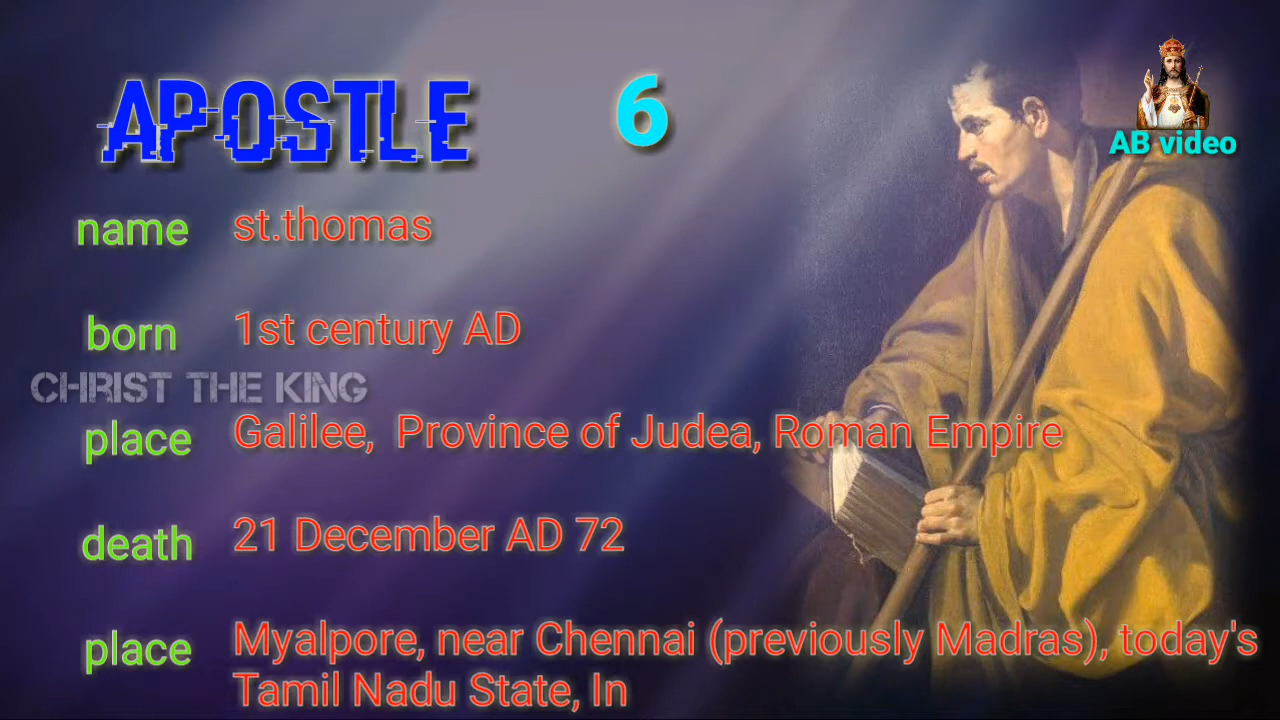 APOSTLE 6
AB video
name st.thomas
born 1st century AD
CHRIST THE KING
place Galilee, Province of Judea, Roman Empire
death 21 December AD 72
place Myalpore, near Chennai (previously Madras), today's
Tamil Nadu State, In